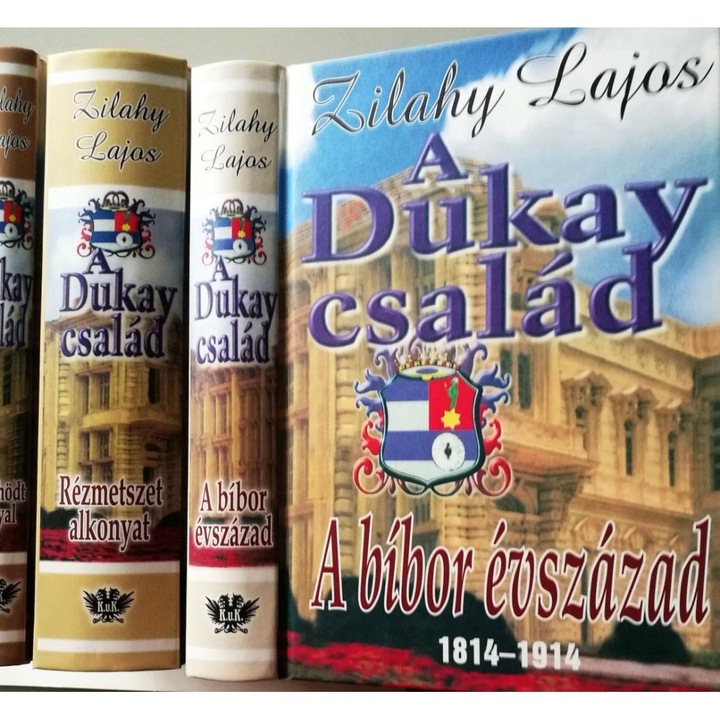 Zilahy
Lajos
A
Dukay
család
Rézmetszet
alkonyat
K.u.K.
Zilahy
Lajos
A
Dukay
család
A bíbor
évszázad
K.u.K.
Zilahy Lajos
A
Dukay
család
A bíbor évszázad
1814-1914